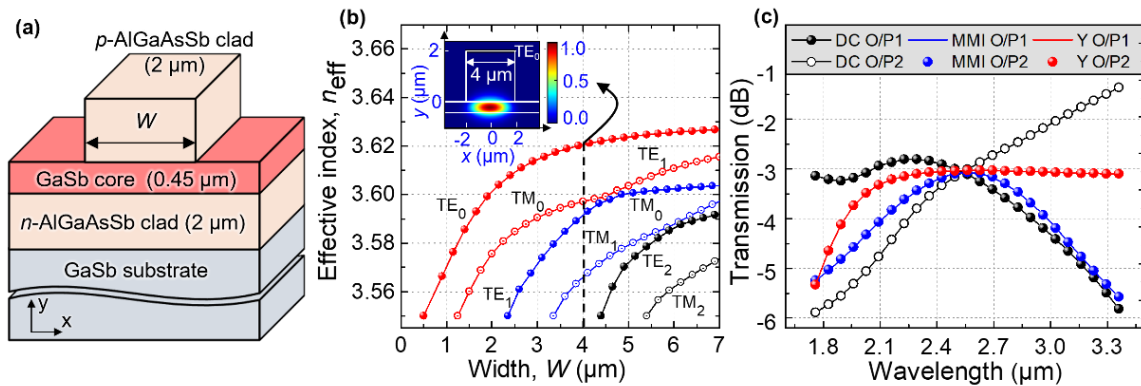 (a)
p-AlGaAsSb clad
(2 µm)
W
GaSb core (0.45 µm)
n-AlGaAsSb clad (2 µm)
GaSb substrate
y
x
(b)
Effective index, neff
3.66
3.64
3.62
3.60
3.58
3.56
0 1 2 3 4 5 6 7
Width, W (µm)
2
0
y (µm)
-2 0 2
x (µm)
4 µm
TE0
1.0
0.5
0.0
TE0
TM0
TE1
TE1
TM0
TM1
TE2
TM2
(c)
DC O/P1 MMI O/P1 Y O/P1
DC O/P2 MMI O/P2 Y O/P2
Transmission (dB)
-1
-2
-3
-4
-5
-6
1.8 2.1 2.4 2.7 3.0 3.3
Wavelength (µm)